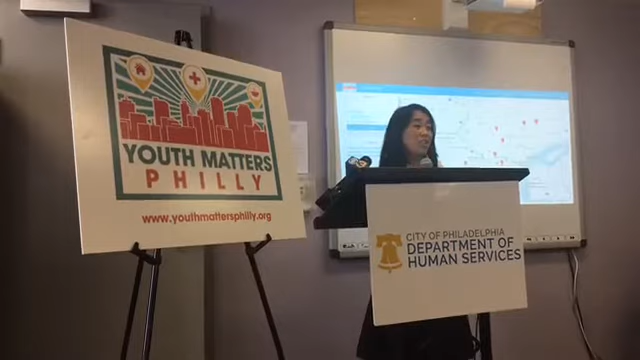 YOUTH MATTERS
PHILLY
www.youthmattersphilly.org
CITY OF PHILADELPHIA
DEPARTMENT OF
HUMAN SERVICES